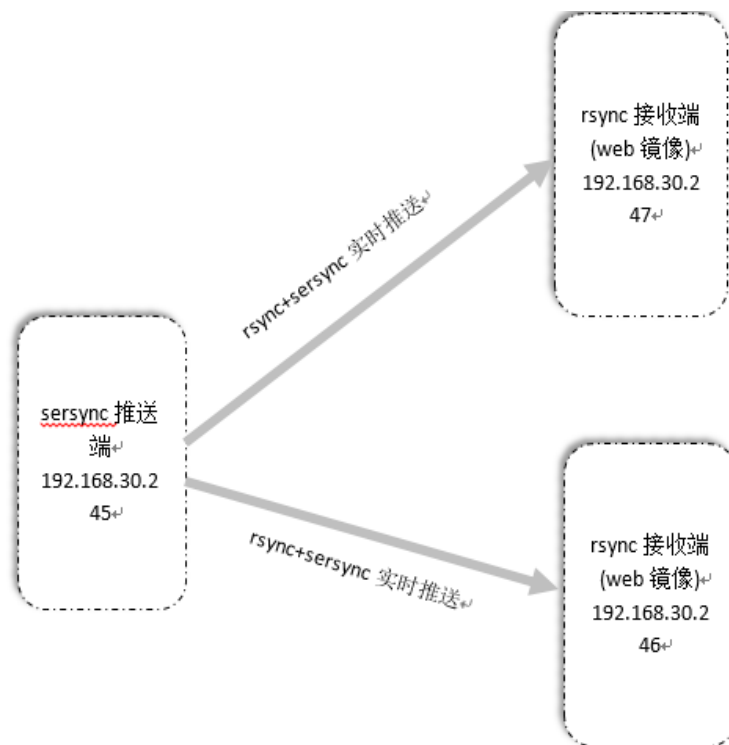 rsync 接收端
(web 镜像)↵
192.168.30.2
47↵
rsync+sersync 实时推送↵
sersync 推送
端↵
192.168.30.2
45↵
rsync+sersync 实时推送↵
rsync 接收端
(web 镜像)↵
192.168.30.2
46↵